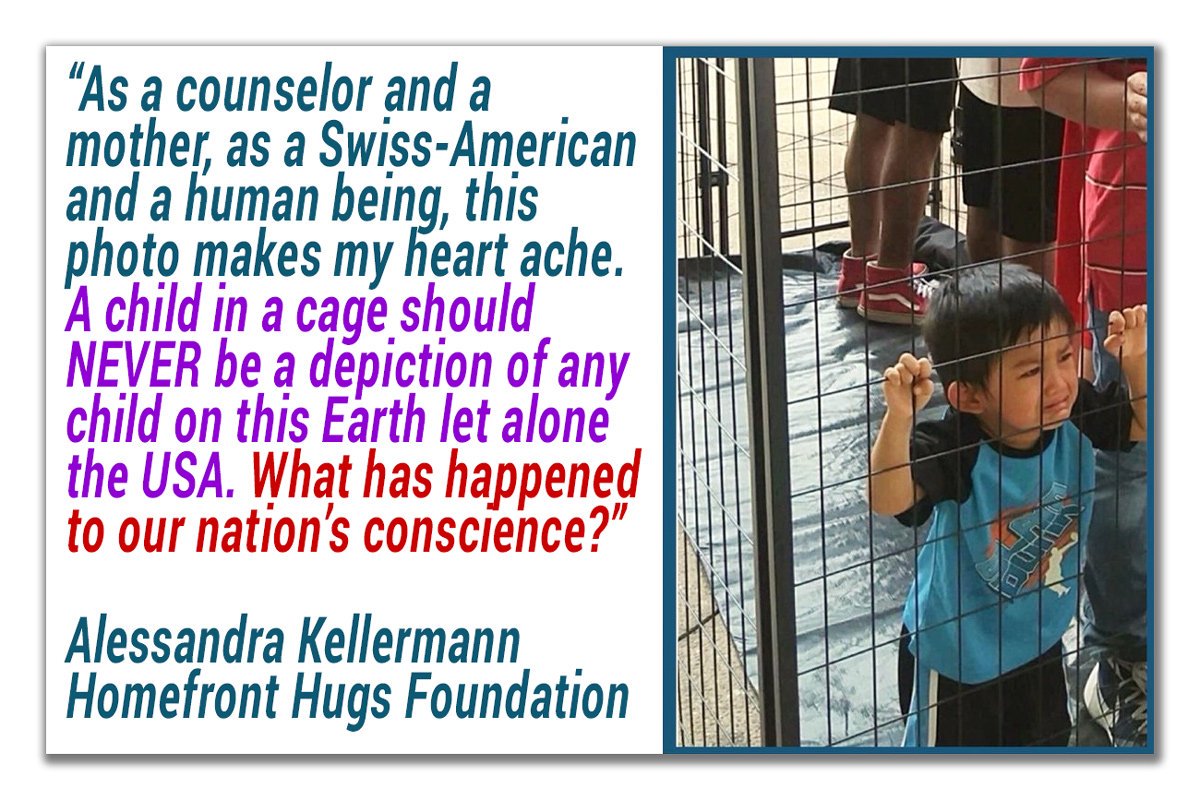 “As a counselor and a
mother, as a Swiss-American
and a human being, this
photo makes my heart ache.
A child in a cage should
NEVER be a depiction of any
child on this Earth let alone
the USA. What has happened
to our nation’s conscience?”
Alessandra Kellermann
Homefront Hugs Foundation